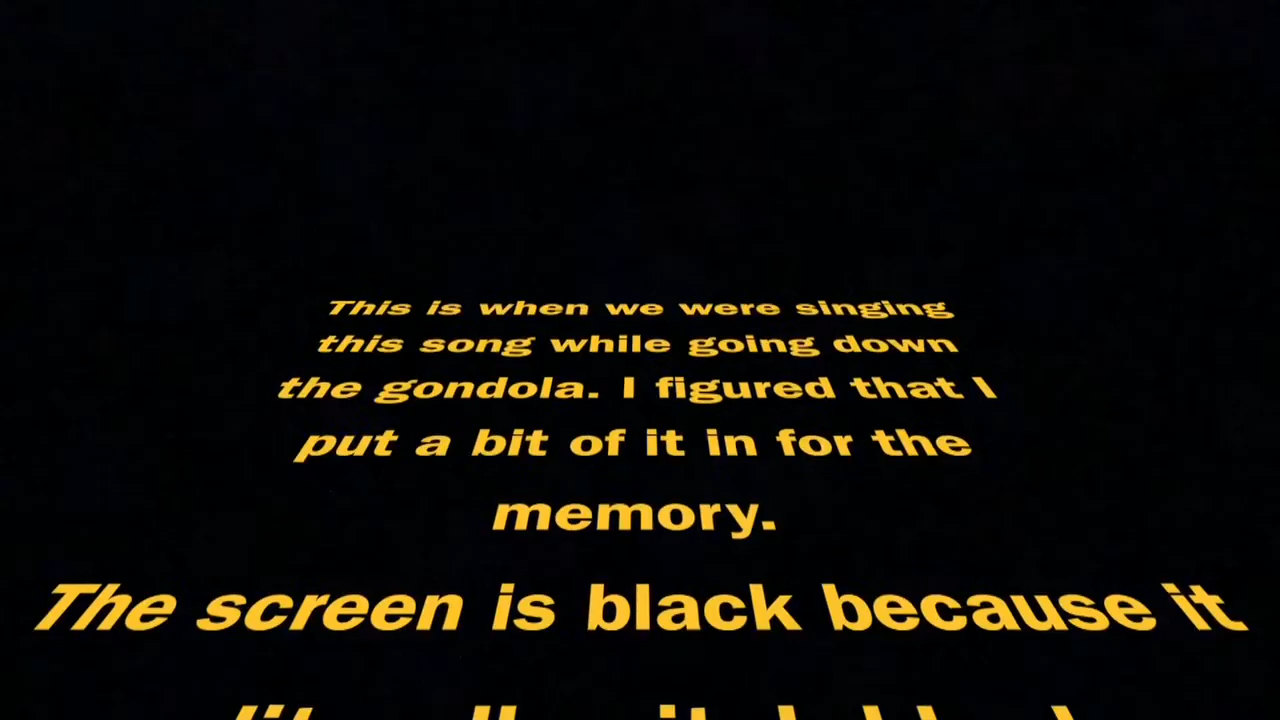 This is when we were singing
this song while going down
the gondola. I figured that I
put a bit of it in for the
memory.
The screen is black because it